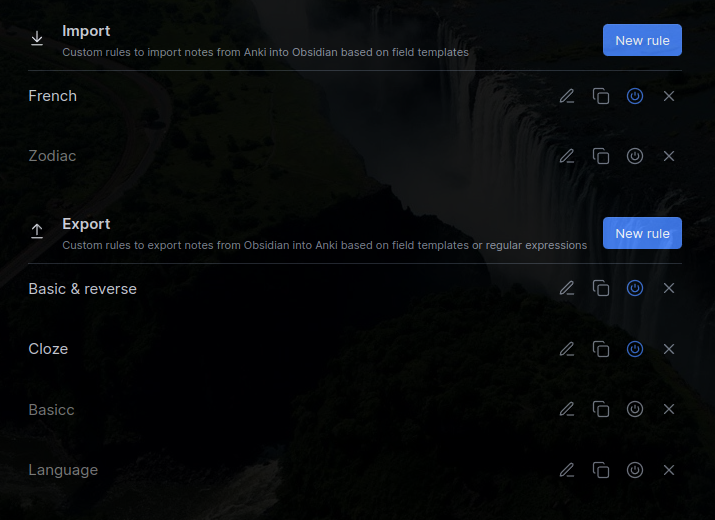 Import
Custom rules to import notes from Anki into Obsidian based on field templates
New rule
French
Zodiac
Export
Custom rules to export notes from Obsidian into Anki based on field templates or regular expressions
New rule
Basic & reverse
Cloze
Basicc
Language